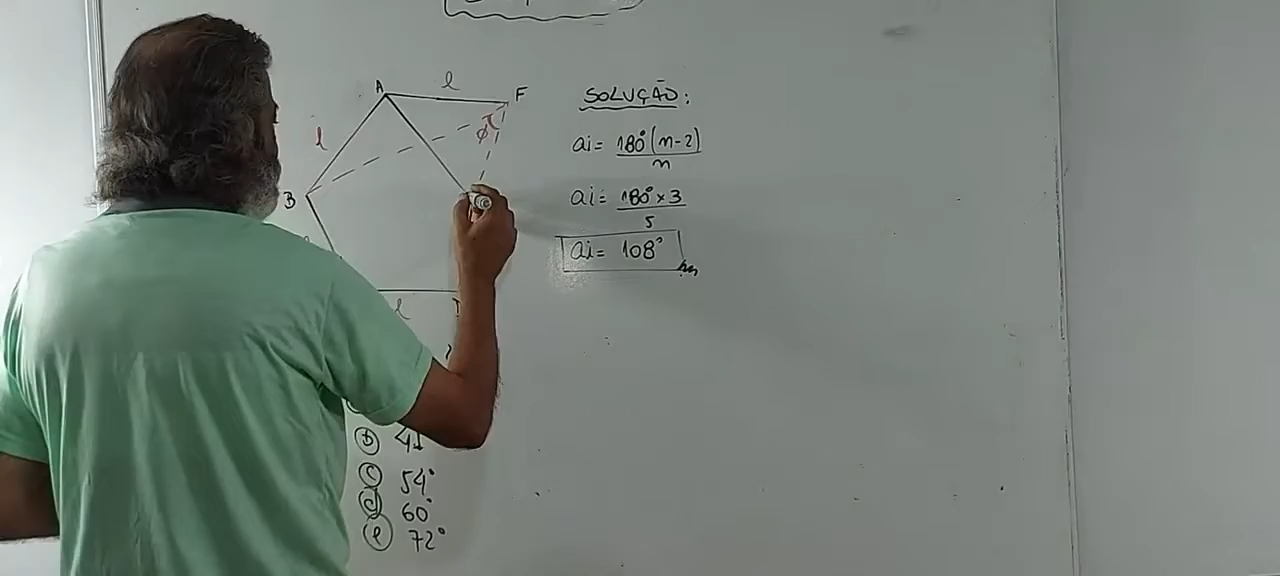 A
l
F
l
ϕ
B
l
SOLUÇÃO:
ai = 180°(n-2)
n
ai = 180° x 3
5
ai = 108°
C 54°
d 60°
e 72°